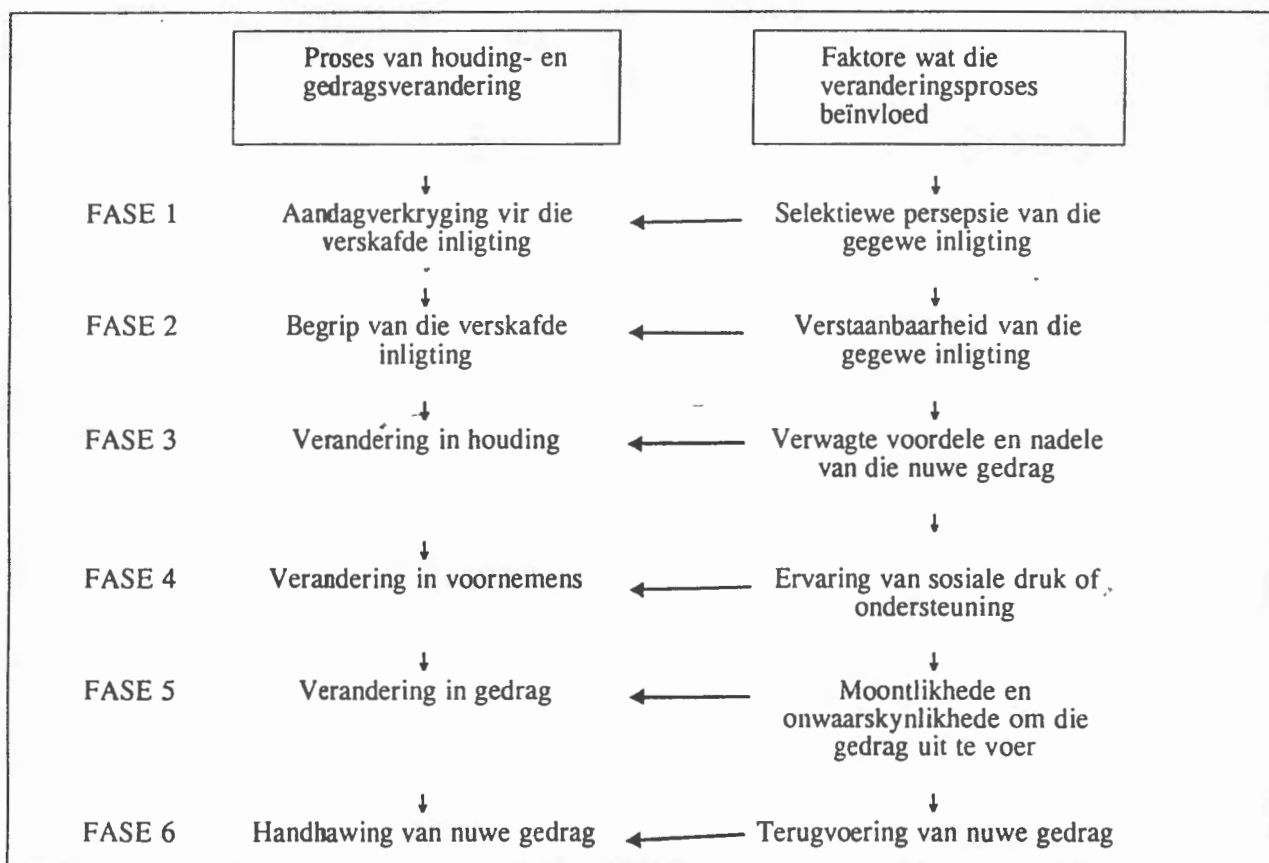 Proses van houding- en
gedragsverandering
Faktore wat die
veranderingsproses
beïnvloed
FASE 1
Aandagverkryging vir die
verskafde inligting
Selektiewe persepsie van die
gegewe inligting
FASE 2
Begrip van die verskafde
inligting
Verstaanbaarheid van die
gegewe inligting
FASE 3
Verandering in houding
Verwagte voordele en nadele
van die nuwe gedrag
FASE 4
Verandering in voornemens
Ervaring van sosiale druk of
ondersteuning
FASE 5
Verandering in gedrag
Moontlikhede en
onwaarskynlikhede om die
gedrag uit te voer
FASE 6
Handhawing van nuwe gedrag
Terugvoering van nuwe gedrag